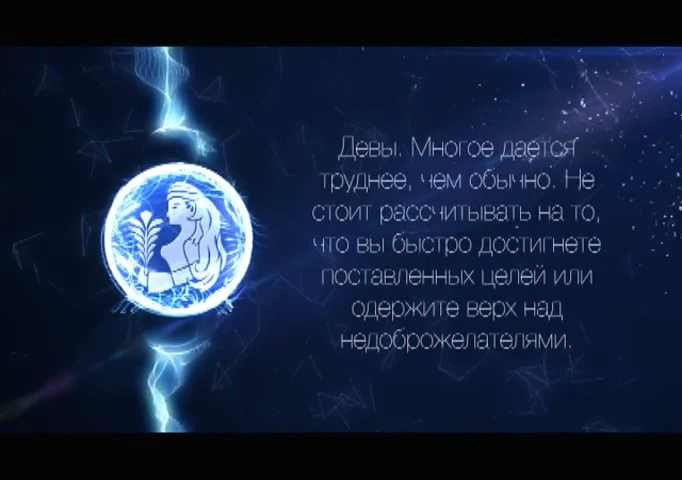 Девы. Многое дается
труднее, чем обычно. Не
стоит рассчитывать на то,
что вы быстро достигнете
поставленных целей или
одержите верх над
недоброжелателями.